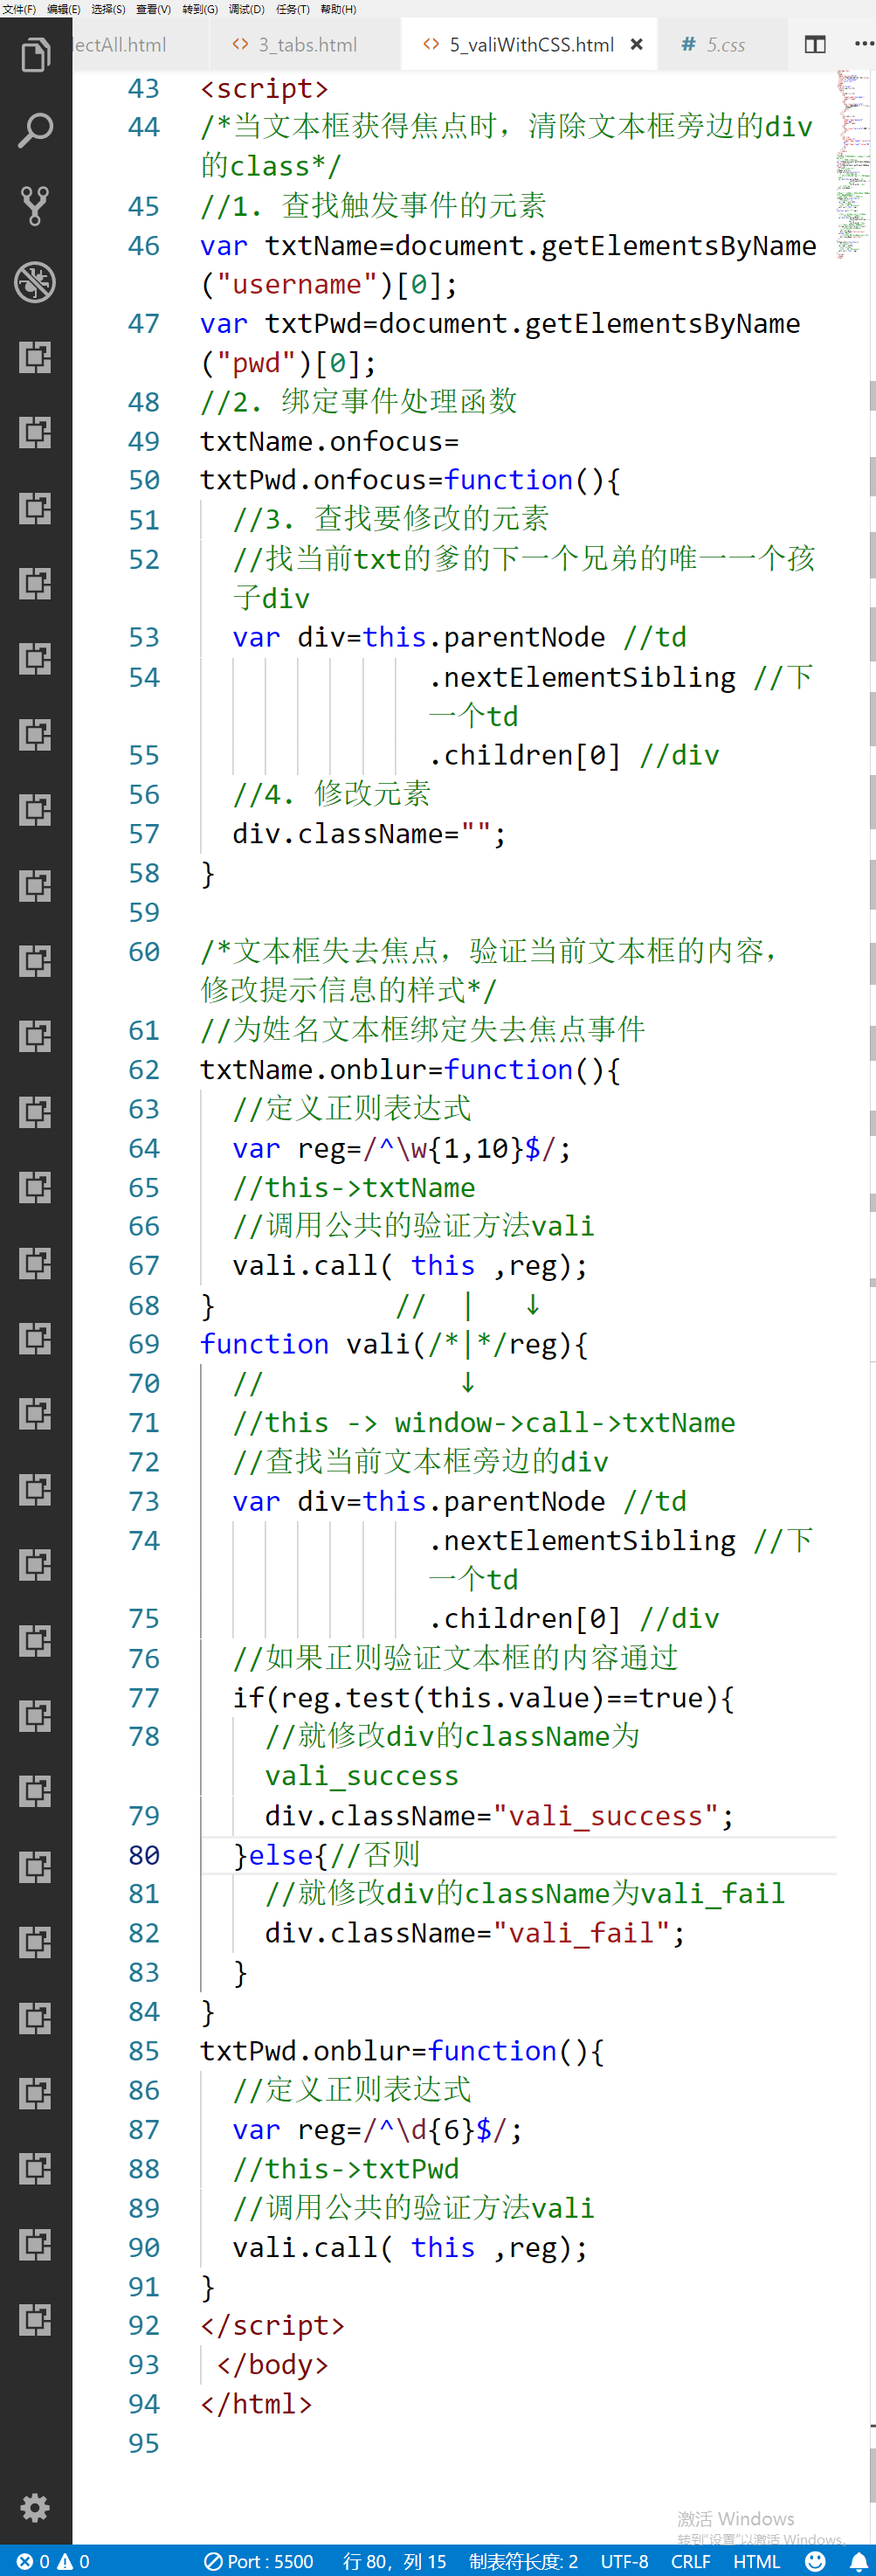 文件(F) 编辑(E) 选择(S) 查看(V) 转到(G) 调试(D) 任务(T) 帮助(H)
lectAll.html <> 3_tabs.html <> 5_valiWithCSS.html × # 5.css ...
43 <script>
44 /*当文本框获得焦点时，清除文本框旁边的div
的class*/
45 //1. 查找触发事件的元素
46 var txtName=document.getElementsByName
("username")[0];
47 var txtPwd=document.getElementsByName
("pwd")[0];
48 //2. 绑定事件处理函数
49 txtName.onfocus=
50 txtPwd.onfocus=function(){
51 //3. 查找要修改的元素
52 //找当前txt的爹的下一个兄弟的唯一一个孩
子div
53 var div=this.parentNode //td
54 .nextElementSibling //下
一个td
55 .children[0] //div
56 //4. 修改元素
57 div.className="";
58 }
59
60 /*文本框失去焦点，验证当前文本框的内容，
修改提示信息的样式*/
61 //为姓名文本框绑定失去焦点事件
62 txtName.onblur=function(){
63 //定义正则表达式
64 var reg=/^\w{1,10}$/;
65 //this->txtName
66 //调用公共的验证方法vali
67 vali.call( this ,reg);
68 } // | ↓
69 function vali(/*|*/reg){
70 // ↓
71 //this -> window->call->txtName
72 //查找当前文本框旁边的div
73 var div=this.parentNode //td
74 .nextElementSibling //下
一个td
75 .children[0] //div
76 //如果正则验证文本框的内容通过
77 if(reg.test(this.value)==true){
78 //就修改div的className为
vali_success
79 div.className="vali_success";
80 }else{//否则
81 //就修改div的className为vali_fail
82 div.className="vali_fail";
83 }
84 }
85 txtPwd.onblur=function(){
86 //定义正则表达式
87 var reg=/^\d{6}$/;
88 //this->txtPwd
89 //调用公共的验证方法vali
90 vali.call( this ,reg);
91 }
92 </script>
93 </body>
94 </html>
95
激活 Windows
转到"设置"以激活 Windows。
0 0 Port : 5500 行 80，列 15 制表符长度: 2 UTF-8 CRLF HTML